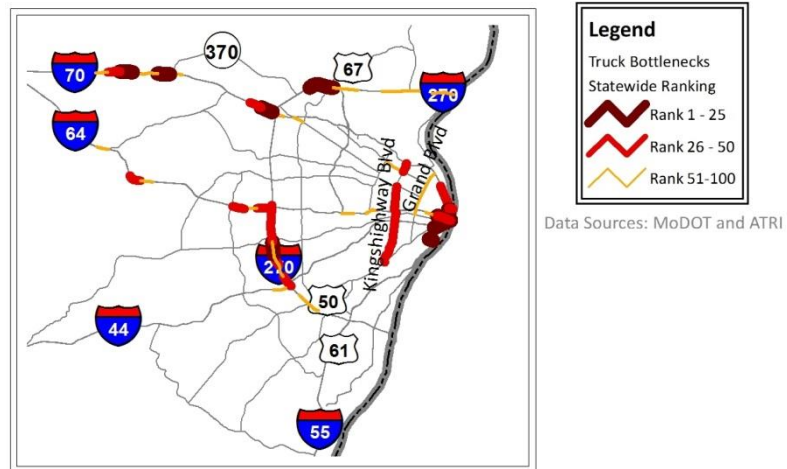 370
67
70
270
64
Kingshighway Blvd
Grand Blvd
270
50
44
61
55
Legend
Truck Bottlenecks
Statewide Ranking
Rank 1 - 25
Rank 26 - 50
Rank 51-100
Data Sources: MoDOT and ATRI